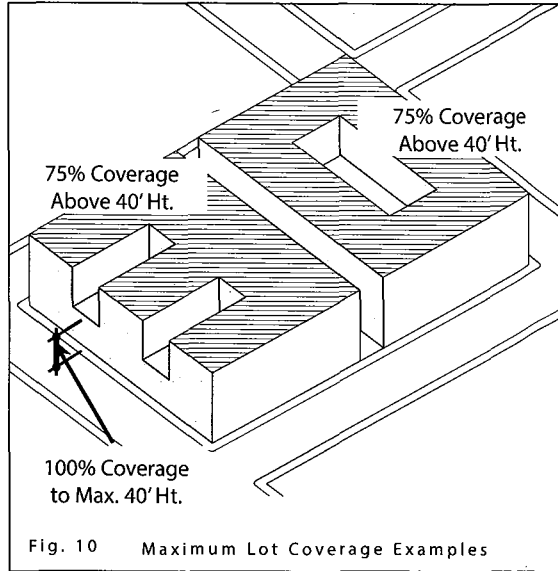 75% Coverage
Above 40' Ht.
75% Coverage
Above 40' Ht.
100% Coverage
to Max. 40' Ht.
Fig. 10 Maximum Lot Coverage Examples